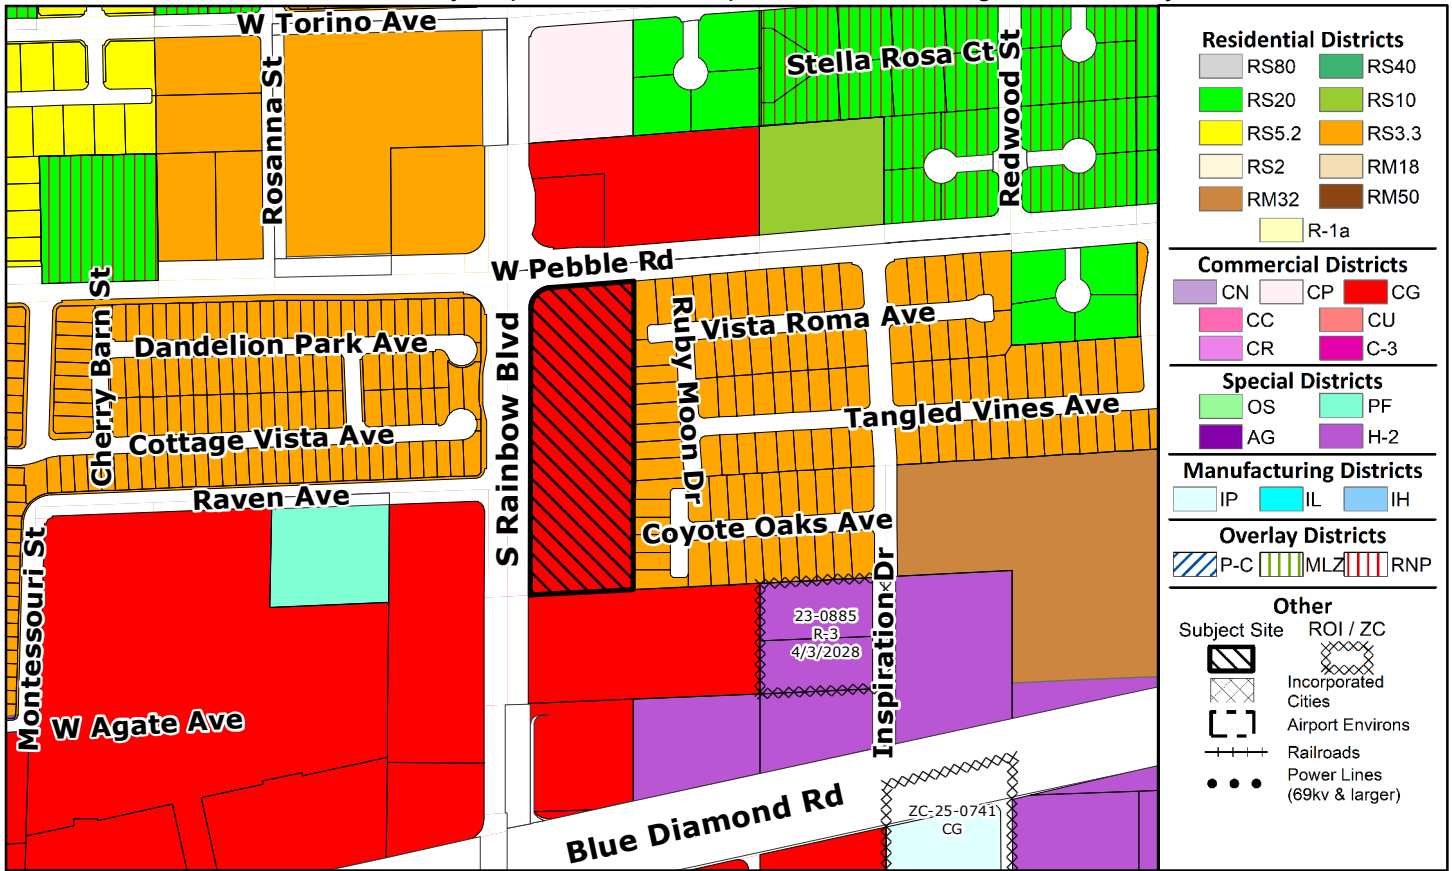 W Torino Ave
Stella Rosa Ct
Redwood St
Rosanna St
W Pebble Rd
Cherry Barn St
Dandelion Park Ave
Ruby Moon Dr
Vista Roma Ave
S Rainbow Blvd
Tangled Vines Ave
Cottage Vista Ave
Raven Ave
Coyote Oaks Ave
Montessouri St
Inspiration Dr
23-0885
R-3
4/3/2028
W Agate Ave
Blue Diamond Rd
ZC-25-0741
CG
Residential Districts
RS80 RS40
RS20 RS10
RS5.2 RS3.3
RS2 RM18
RM32 RM50
R-1a
Commercial Districts
CN CP CG
CC CU
CR C-3
Special Districts
OS PF
AG H-2
Manufacturing Districts
IP IL IH
Overlay Districts
P-C MLZ RNP
Other
Subject Site ROI / ZC
Incorporated
Cities
Airport Environs
Railroads
Power Lines
(69kv & larger)